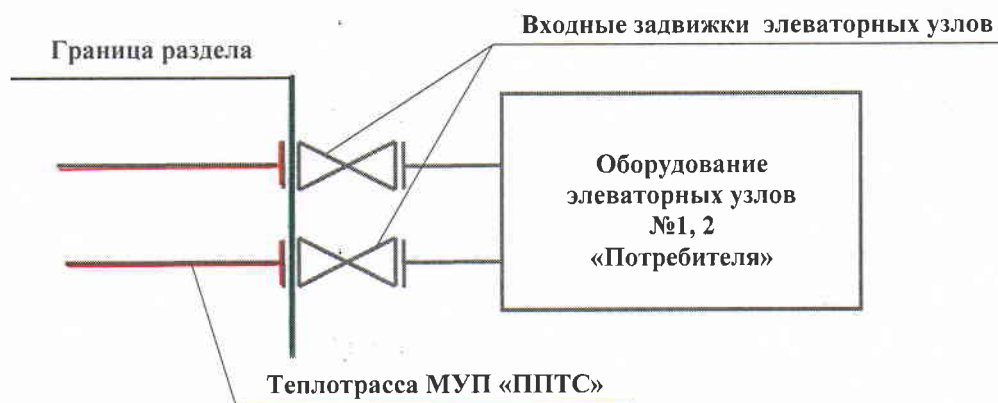 Входные задвижки элеваторных узлов
Граница раздела
Оборудование
элеваторных узлов
№1, 2
«Потребителя»
Теплотрасса МУП «ППТС»